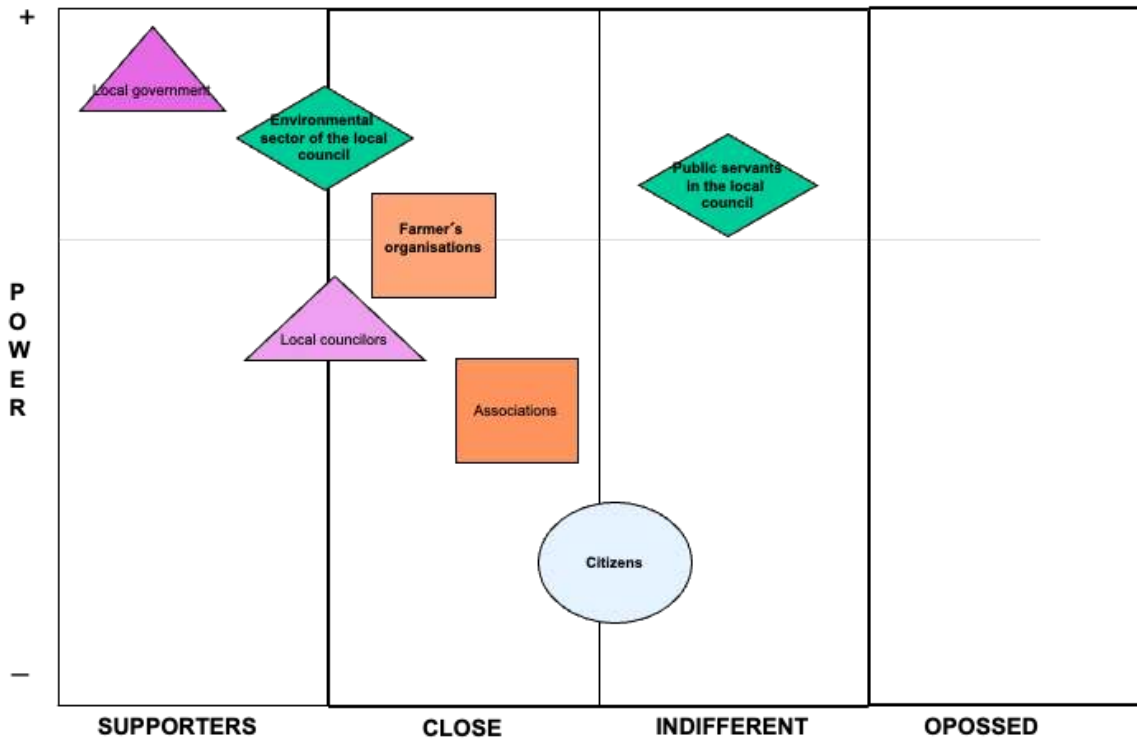 +
Local government
Environmental
sector of the local
council
Public servants
in the local
council
Farmer´s
organisations
P
O
W
E
R
Local councilors
Associations
Citizens
–
SUPPORTERS
CLOSE
INDIFFERENT
OPOSSED